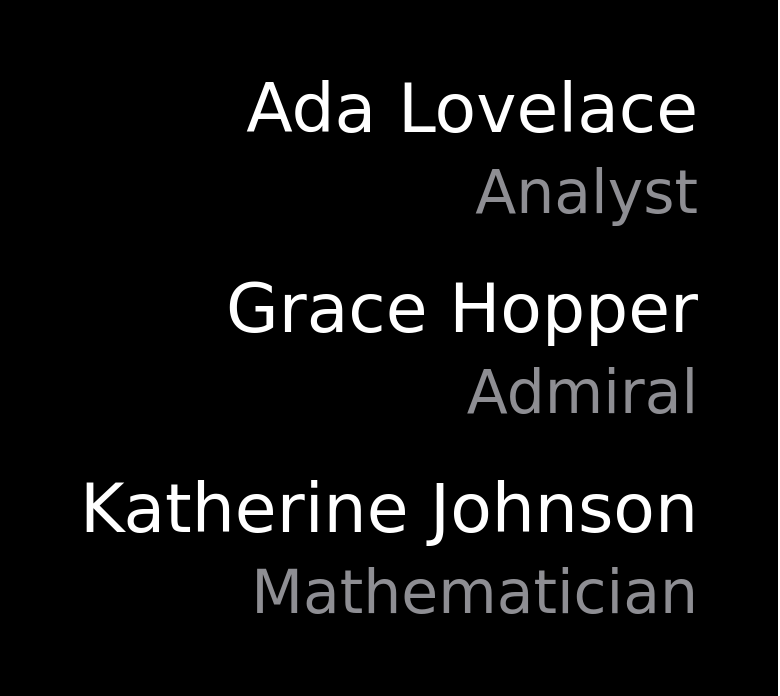 Ada Lovelace
Analyst
Grace Hopper
Admiral
Katherine Johnson
Mathematician